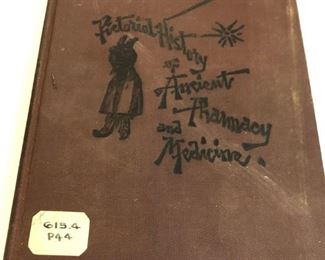 Pictorial History
of
Ancient
Pharmacy
and
Medicine.
615.4
P44